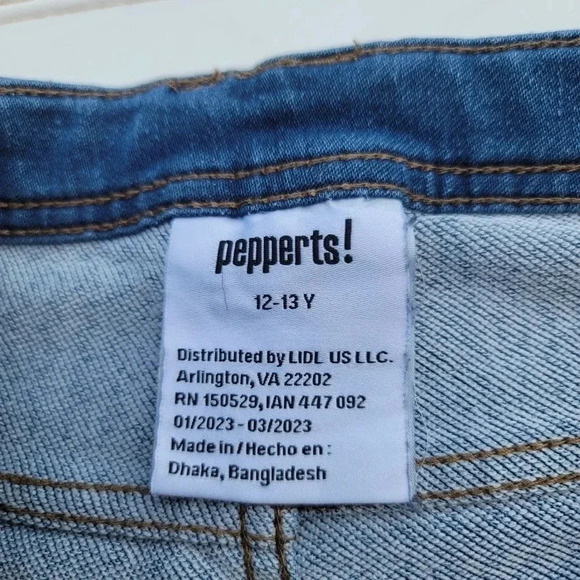 pepperts!
12-13 Y
Distributed by LIDL US LLC.
Arlington, VA 22202
RN 150529, IAN 447 092
01/2023 - 03/2023
Made in / Hecho en :
Dhaka, Bangladesh